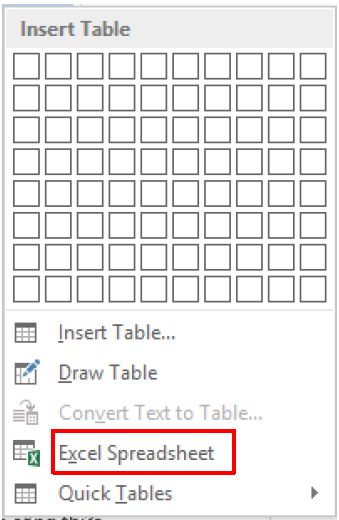 Insert Table
Insert Table...
Draw Table
Convert Text to Table...
Excel Spreadsheet
Quick Tables